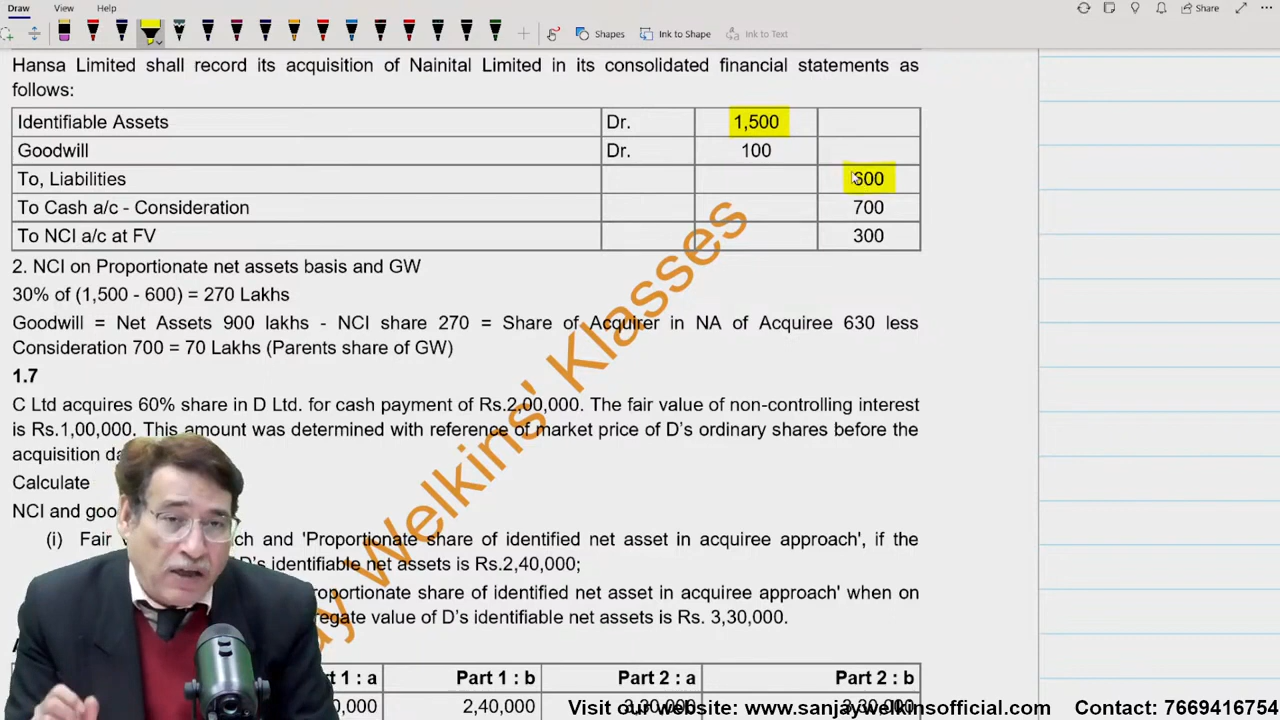 Draw View Help
Share
Shapes Ink to Shape Ink to Text
Hansa Limited shall record its acquisition of Nainital Limited in its consolidated financial statements as
follows:
Identifiable Assets Dr. 1,500
Goodwill Dr. 100
To, Liabilities 600
To Cash a/c - Consideration 700
To NCI a/c at FV 300
2. NCI on Proportionate net assets basis and GW
30% of (1,500 - 600) = 270 Lakhs
Goodwill = Net Assets 900 lakhs - NCI share 270 = Share of Acquirer in NA of Acquiree 630 less
Consideration 700 = 70 Lakhs (Parents share of GW)
1.7
C Ltd acquires 60% share in D Ltd. for cash payment of Rs.2,00,000. The fair value of non-controlling interest
is Rs.1,00,000. This amount was determined with reference of market price of D's ordinary shares before the
acquisition
Calculate
NCI and
(i) Fair and 'Proportionate share of identified net asset in acquiree approach', if the
D's identifiable net assets is Rs.2,40,000;
share of identified net asset in acquiree approach' when on
value of D's identifiable net assets is Rs. 3,30,000.
1 : a Part 1 : b Part 2 : a Part 2 : b
2,40,000
Welkins' Klasses
Visit our website: www.sanjaywelkinsofficial.com Contact: 7669416754